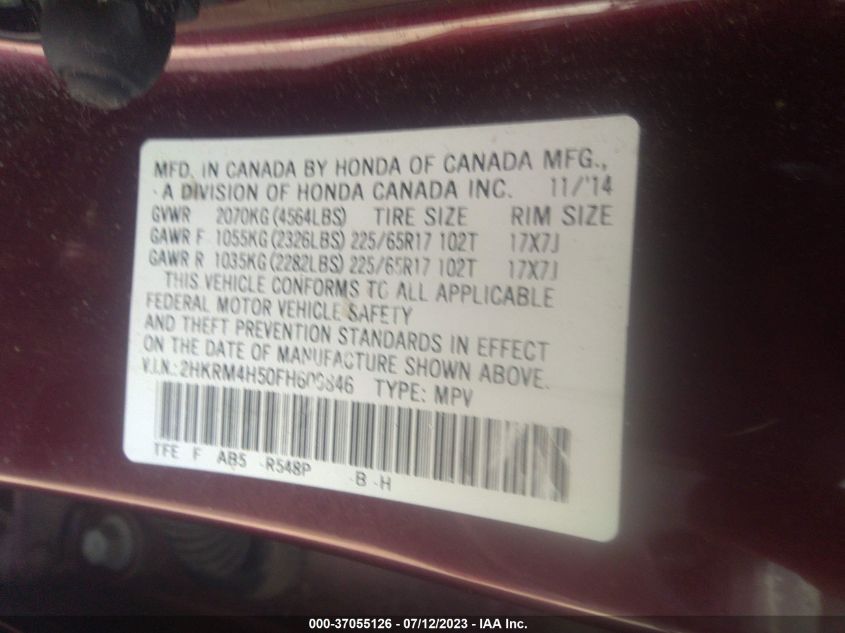 MFD. IN CANADA BY HONDA OF CANADA MFG.,
A DIVISION OF HONDA CANADA INC. 11/'14
GVWR 2070KG (4564LBS) TIRE SIZE RIM SIZE
GAWR F 1055KG (2326LBS) 225/65R17 102T 17X7J
GAWR R 1035KG (2282LBS) 225/65R17 102T 17X7J
THIS VEHICLE CONFORMS TO ALL APPLICABLE
FEDERAL MOTOR VEHICLE SAFETY
AND THEFT PREVENTION STANDARDS IN EFFECT
ON THE DATE OF MANUFACTURE SHOWN ABOVE.
V.I.N.: TYPE: MPV
TFE F AB5 -R548P -B -H
000-37055126 - 07/12/2023 - IAA Inc.